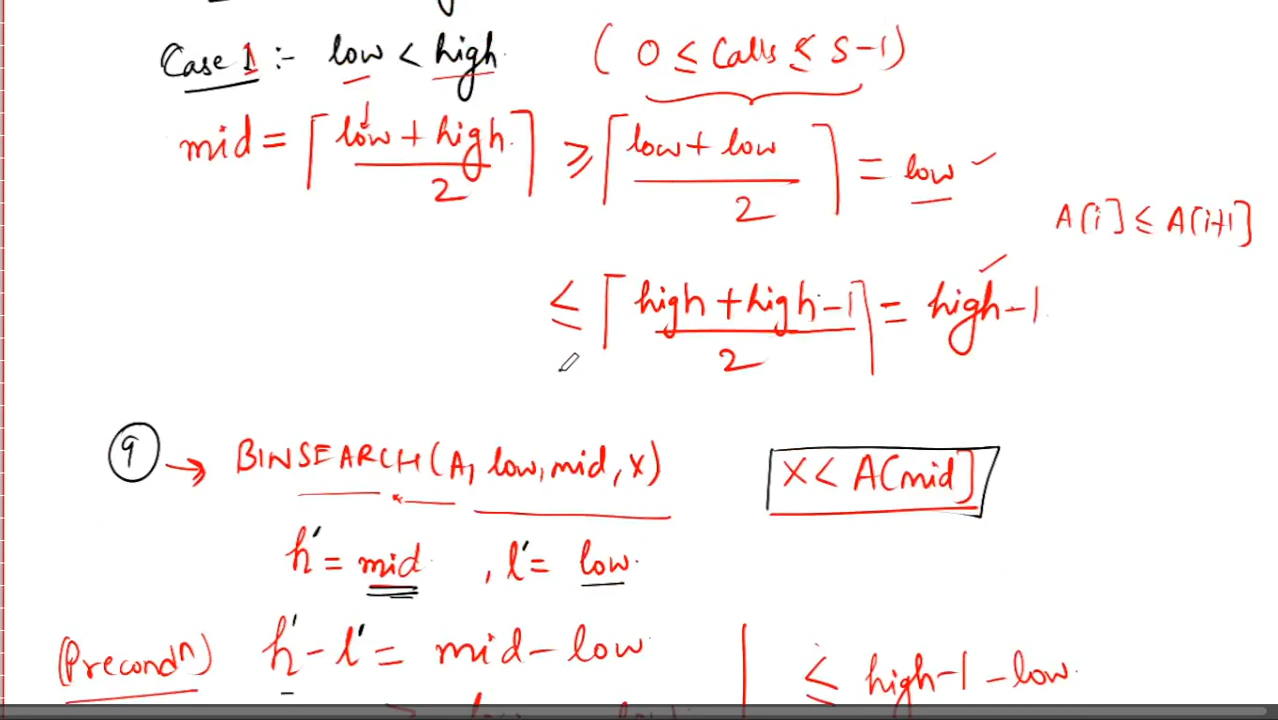 Case 1 :- low < high. ( 0 ≤ Calls ≤ S-1 )
mid = ⌈(low + high)/2⌉ ≥ ⌈(low + low)/2⌉ = low ✓
A[i] ≤ A[i+1]
≤ ⌈(high + high - 1)/2⌉ = high - 1 ✓
9 → BINSEARCH(A, low, mid, X) X < A[mid]
h' = mid , l' = low.
(Precondn) h' - l' = mid - low ≤ high - 1 - low.